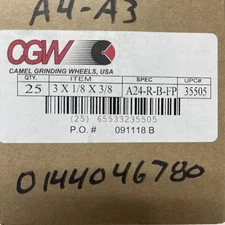 A4-A3
CGW
CAMEL GRINDING WHEELS, USA
QTY. ITEM SPEC UPC#
25 3 X 1/8 X 3/8 A24-R-B-FP 35505
(25) 65533235505
P.O. # 091118 B
0144046780